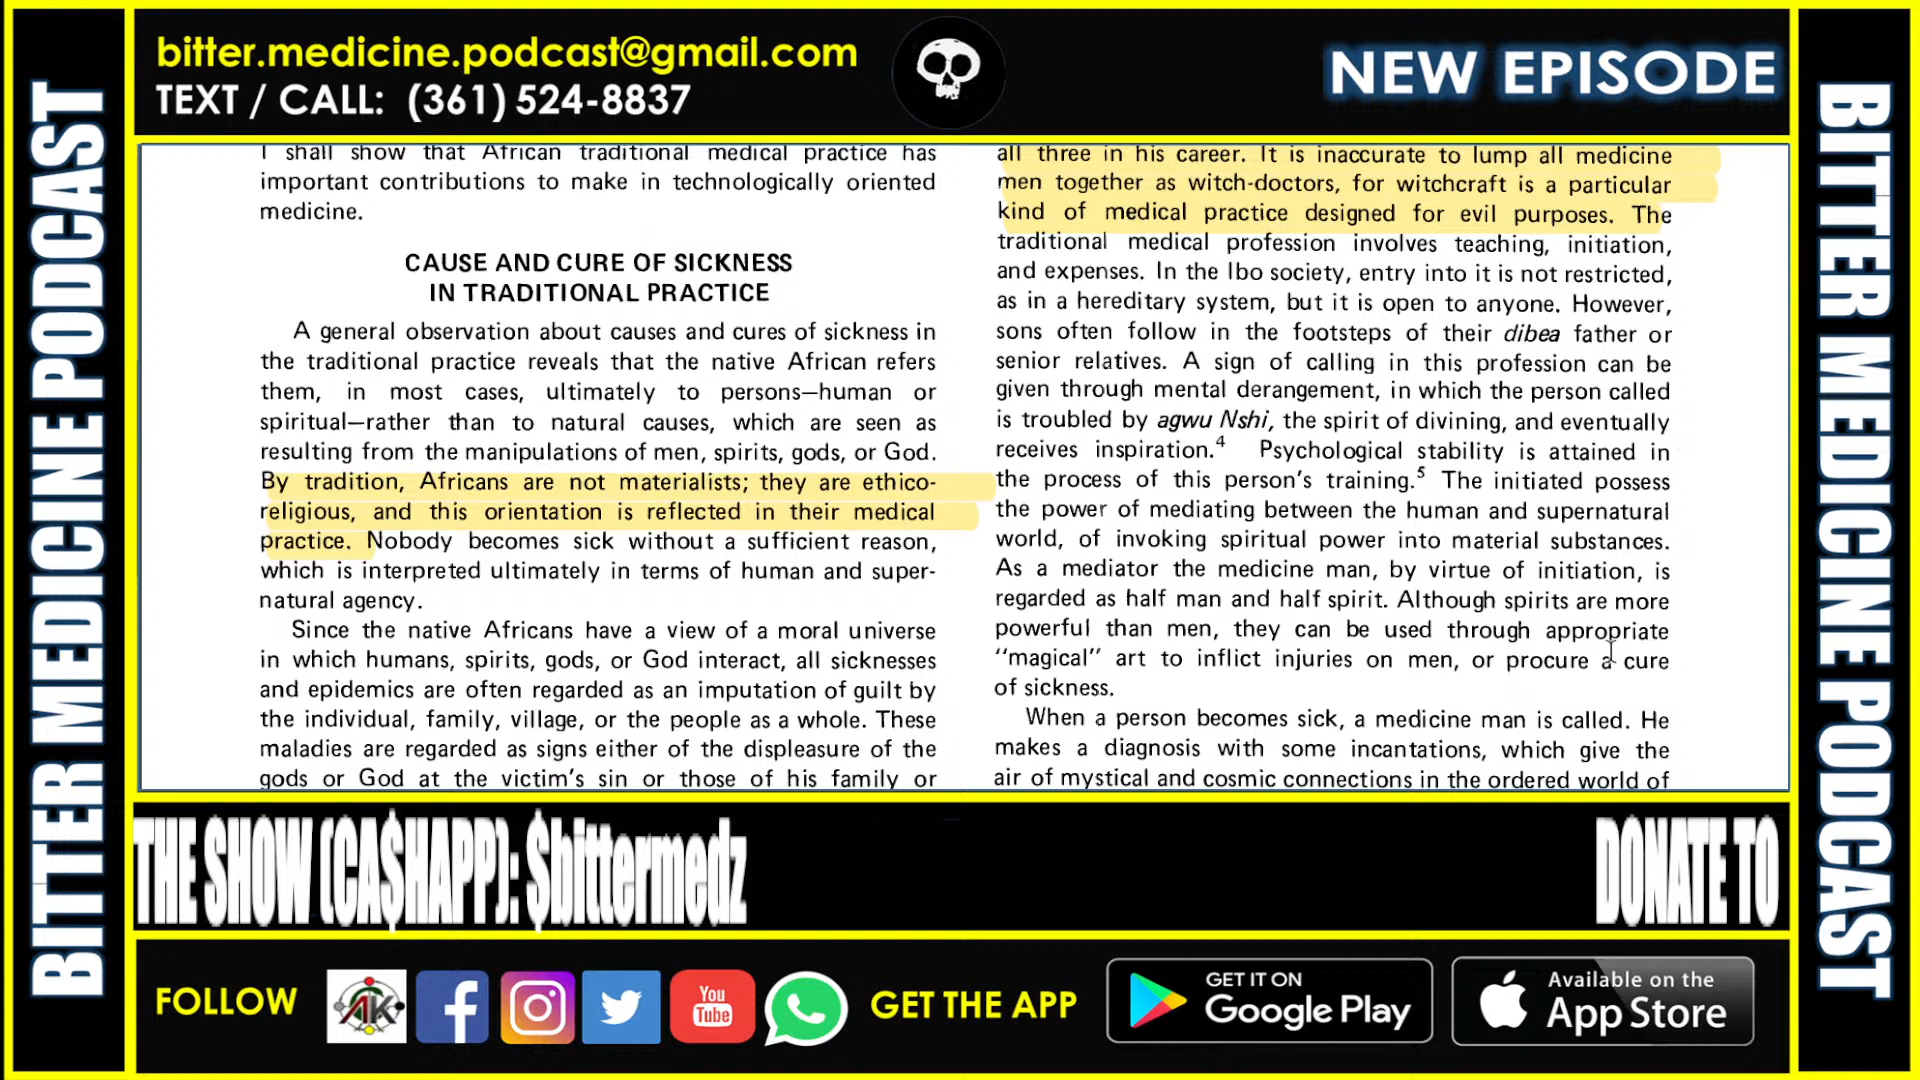 BITTER MEDICINE PODCAST
bitter.medicine.podcast@gmail.com
TEXT / CALL: (361) 524-8837
NEW EPISODE
I shall show that African traditional medical practice has
important contributions to make in technologically oriented
medicine.
CAUSE AND CURE OF SICKNESS
IN TRADITIONAL PRACTICE
A general observation about causes and cures of sickness in
the traditional practice reveals that the native African refers
them, in most cases, ultimately to persons—human or
spiritual—rather than to natural causes, which are seen as
resulting from the manipulations of men, spirits, gods, or God.
By tradition, Africans are not materialists; they are ethico-
religious, and this orientation is reflected in their medical
practice. Nobody becomes sick without a sufficient reason,
which is interpreted ultimately in terms of human and super-
natural agency.
Since the native Africans have a view of a moral universe
in which humans, spirits, gods, or God interact, all sicknesses
and epidemics are often regarded as an imputation of guilt by
the individual, family, village, or the people as a whole. These
maladies are regarded as signs either of the displeasure of the
gods or God at the victim's sin or those of his family or
all three in his career. It is inaccurate to lump all medicine
men together as witch-doctors, for witchcraft is a particular
kind of medical practice designed for evil purposes. The
traditional medical profession involves teaching, initiation,
and expenses. In the Ibo society, entry into it is not restricted,
as in a hereditary system, but it is open to anyone. However,
sons often follow in the footsteps of their dibea father or
senior relatives. A sign of calling in this profession can be
given through mental derangement, in which the person called
is troubled by agwu Nshi, the spirit of divining, and eventually
receives inspiration.4 Psychological stability is attained in
the process of this person's training.5 The initiated possess
the power of mediating between the human and supernatural
world, of invoking spiritual power into material substances.
As a mediator the medicine man, by virtue of initiation, is
regarded as half man and half spirit. Although spirits are more
powerful than men, they can be used through appropriate
''magical'' art to inflict injuries on men, or procure a cure
of sickness.
When a person becomes sick, a medicine man is called. He
makes a diagnosis with some incantations, which give the
air of mystical and cosmic connections in the ordered world of
BITTER MEDICINE PODCAST
THE SHOW (CA$HAPP): $bittermedz
DONATE TO
FOLLOW
AK
You
Tube
GET THE APP
GET IT ON
Google Play
Available on the
App Store